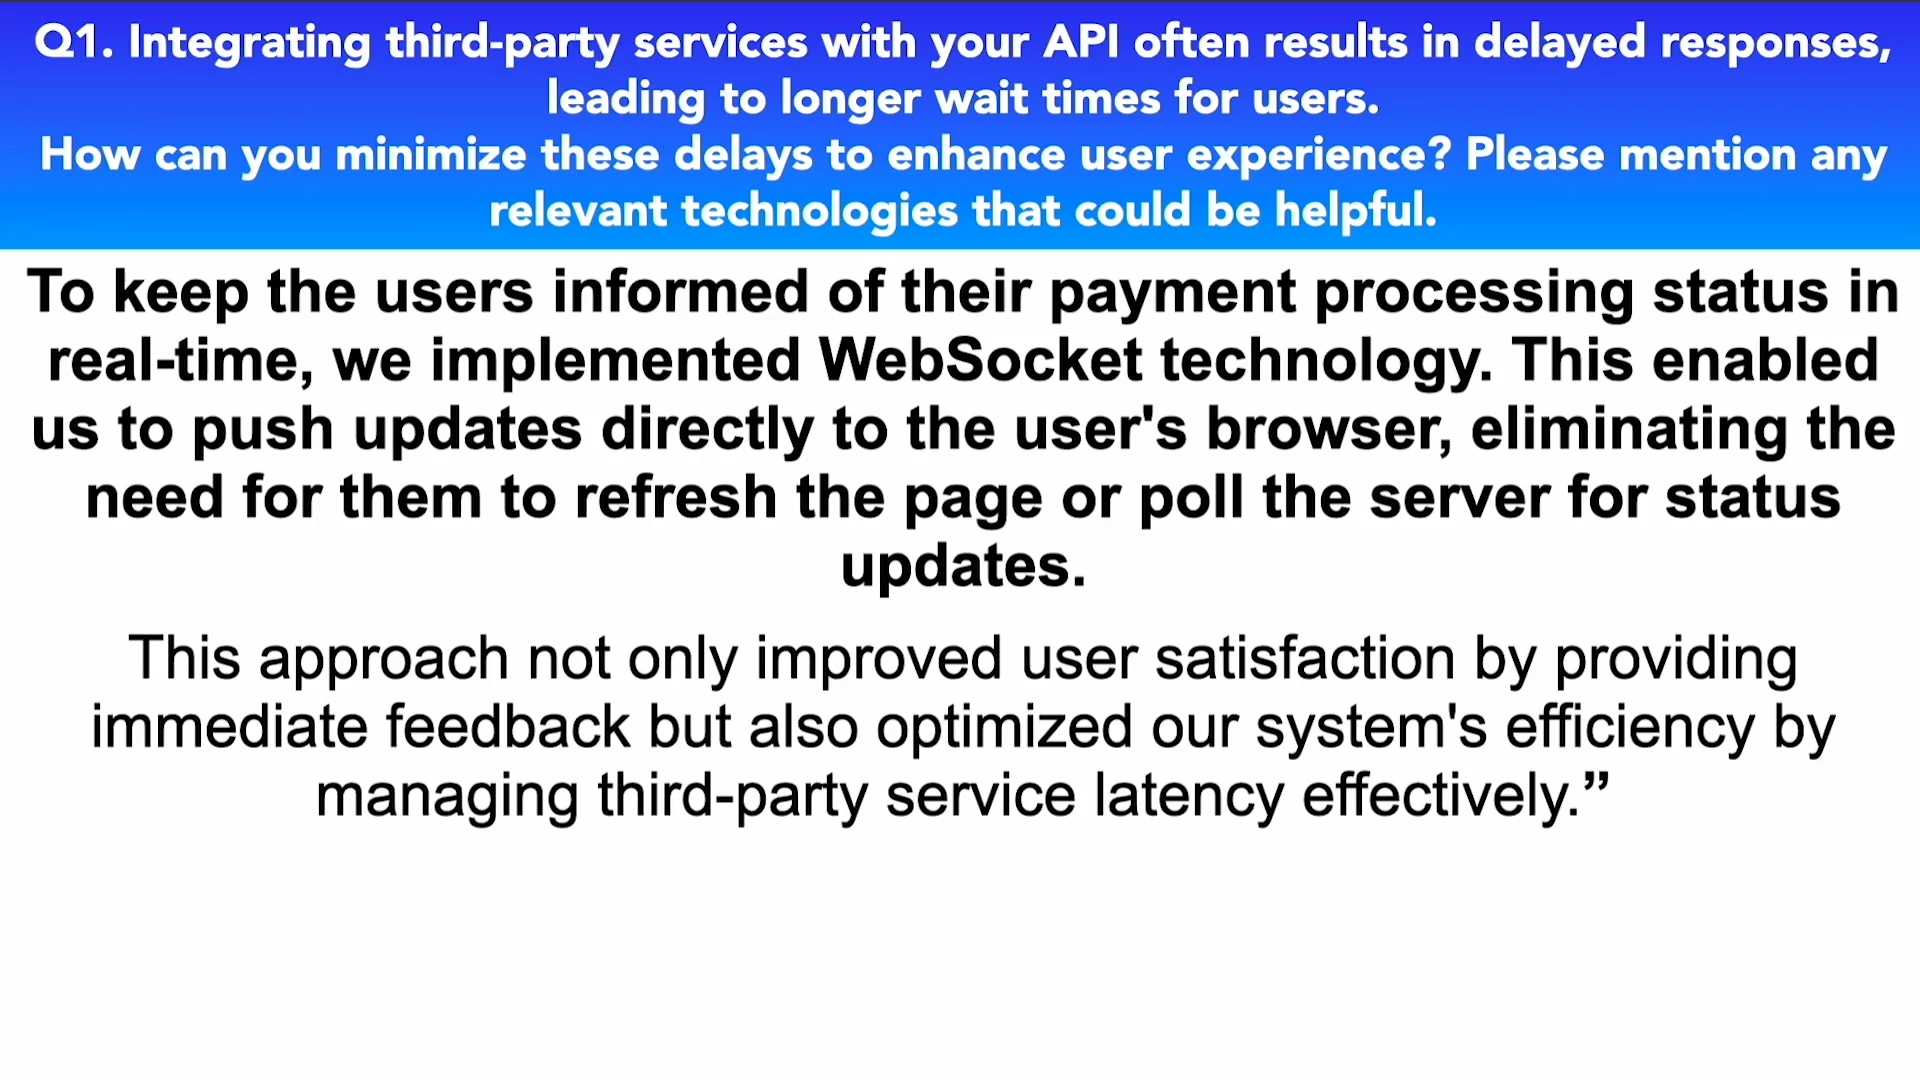 Q1. Integrating third-party services with your API often results in delayed responses,
leading to longer wait times for users.
How can you minimize these delays to enhance user experience? Please mention any
relevant technologies that could be helpful.
To keep the users informed of their payment processing status in
real-time, we implemented WebSocket technology. This enabled
us to push updates directly to the user's browser, eliminating the
need for them to refresh the page or poll the server for status
updates.
This approach not only improved user satisfaction by providing
immediate feedback but also optimized our system's efficiency by
managing third-party service latency effectively.”